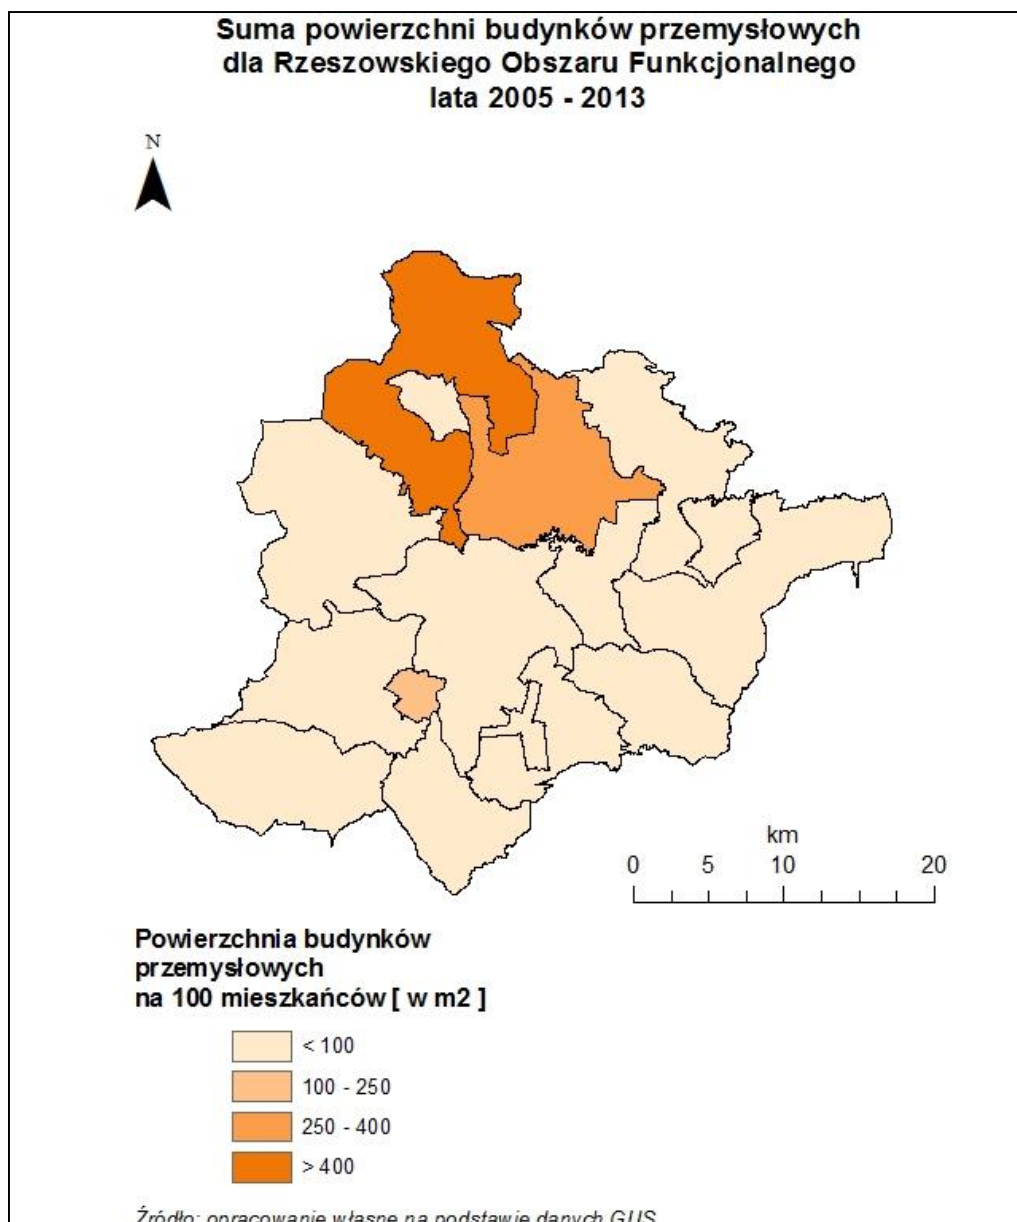 Suma powierzchni budynków przemysłowych
dla Rzeszowskiego Obszaru Funkcjonalnego
lata 2005 - 2013
N
km
0 5 10 20
Powierzchnia budynków
przemysłowych
na 100 mieszkańców [ w m2 ]
< 100
100 - 250
250 - 400
> 400
Źródło: opracowanie własne na podstawie danych GUS